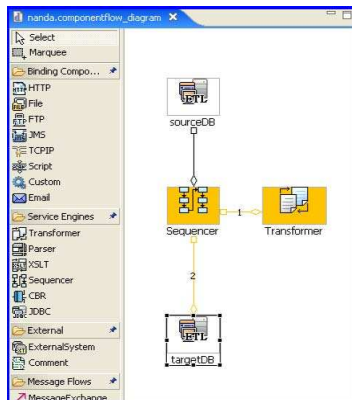 nanda.componentflow_diagram
Select
Marquee
Binding Compo...
HTTP
File
FTP
JMS
TCPIP
Script
Custom
Email
Service Engines
Transformer
Parser
XSLT
Sequencer
CBR
JDBC
External
ExternalSystem
Comment
Message Flows
MessageExchange
ETL
sourceDB
Sequencer
1
Transformer
2
ETL
targetDB